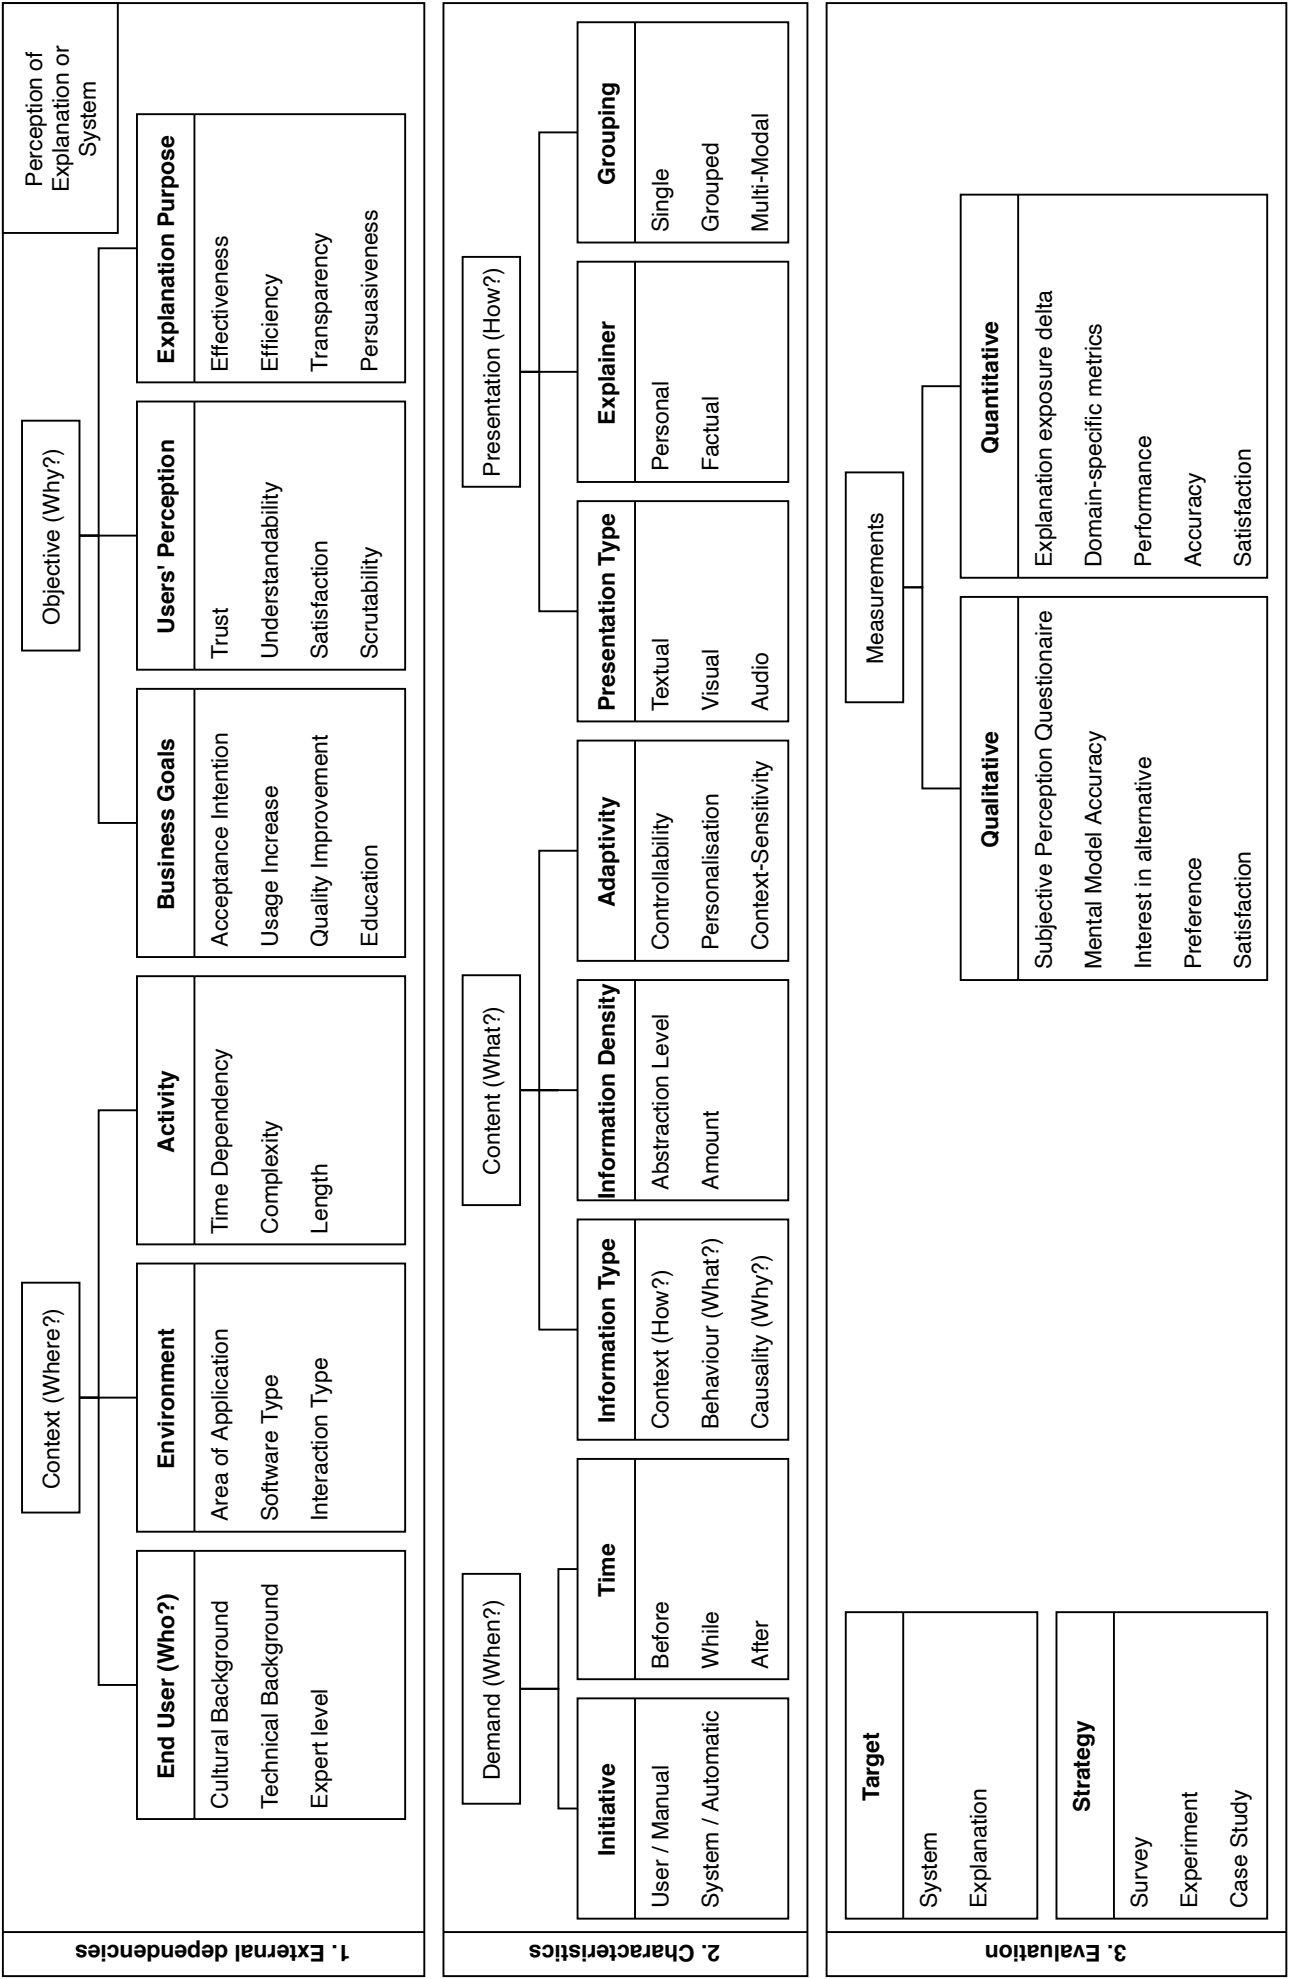 1. External dependencies
Context (Where?)
End User (Who?)
Cultural Background
Technical Background
Expert level
Environment
Area of Application
Software Type
Interaction Type
Activity
Time Dependency
Complexity
Length
Objective (Why?)
Business Goals
Acceptance Intention
Usage Increase
Quality Improvement
Education
Users' Perception
Trust
Understandability
Satisfaction
Scrutability
Explanation Purpose
Effectiveness
Efficiency
Transparency
Persuasiveness
Perception of
Explanation or
System
2. Characteristics
Demand (When?)
Initiative
User / Manual
System / Automatic
Time
Before
While
After
Content (What?)
Information Type
Context (How?)
Behaviour (What?)
Causality (Why?)
Information Density
Abstraction Level
Amount
Adaptivity
Controllability
Personalisation
Context-Sensitivity
Presentation (How?)
Presentation Type
Textual
Visual
Audio
Explainer
Personal
Factual
Grouping
Single
Grouped
Multi-Modal
3. Evaluation
Target
System
Explanation
Strategy
Survey
Experiment
Case Study
Measurements
Qualitative
Subjective Perception Questionaire
Mental Model Accuracy
Interest in alternative
Preference
Satisfaction
Quantitative
Explanation exposure delta
Domain-specific metrics
Performance
Accuracy
Satisfaction